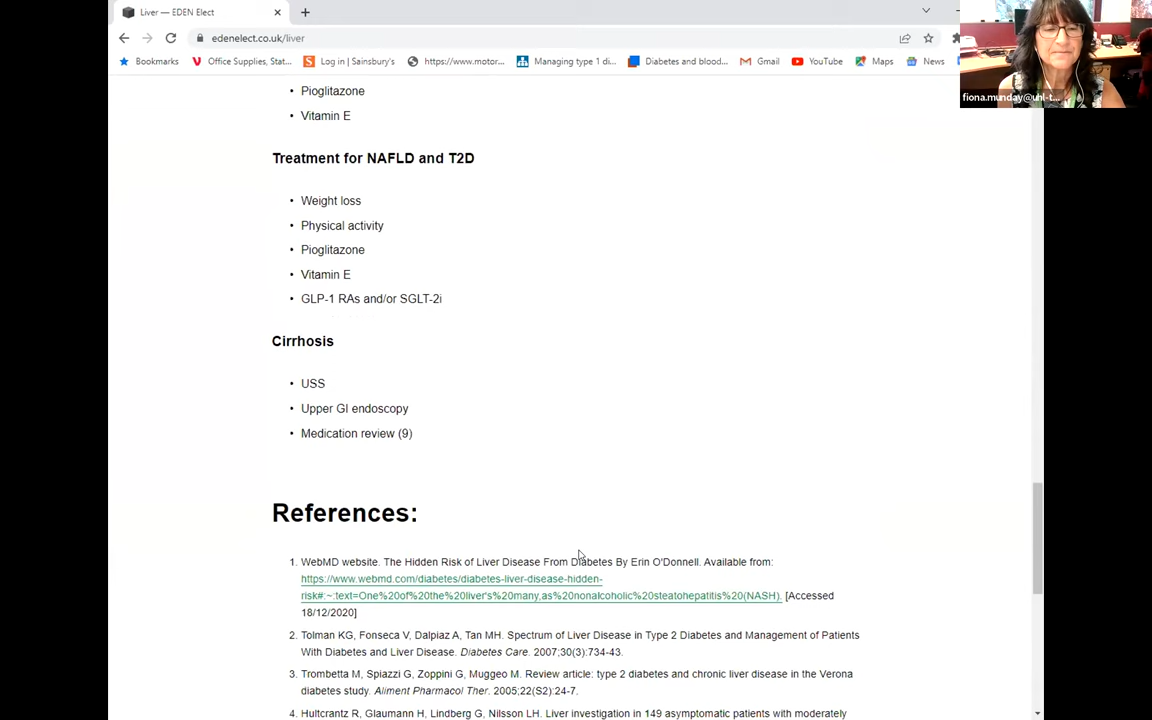 Liver — EDEN Elect
edenelect.co.uk/liver
Bookmarks Office Supplies, Stat... Log in | Sainsbury's https://www.motor... Managing type 1 di... Diabetes and blood... Gmail YouTube Maps News
fiona.munday@uhl-t...
• Pioglitazone
• Vitamin E
Treatment for NAFLD and T2D
• Weight loss
• Physical activity
• Pioglitazone
• Vitamin E
• GLP-1 RAs and/or SGLT-2i
Cirrhosis
• USS
• Upper GI endoscopy
• Medication review (9)
References:
1. WebMD website. The Hidden Risk of Liver Disease From Diabetes By Erin O'Donnell. Available from:
https://www.webmd.com/diabetes/diabetes-liver-disease-hidden-
risk#:~:text=One%20of%20the%20liver's%20many,as%20nonalcoholic%20steatohepatitis%20(NASH). [Accessed
18/12/2020]
2. Tolman KG, Fonseca V, Dalpiaz A, Tan MH. Spectrum of Liver Disease in Type 2 Diabetes and Management of Patients
With Diabetes and Liver Disease. Diabetes Care. 2007;30(3):734-43.
3. Trombetta M, Spiazzi G, Zoppini G, Muggeo M. Review article: type 2 diabetes and chronic liver disease in the Verona
diabetes study. Aliment Pharmacol Ther. 2005;22(S2):24-7.
4. Hultcrantz R, Glaumann H, Lindberg G, Nilsson LH. Liver investigation in 149 asymptomatic patients with moderately